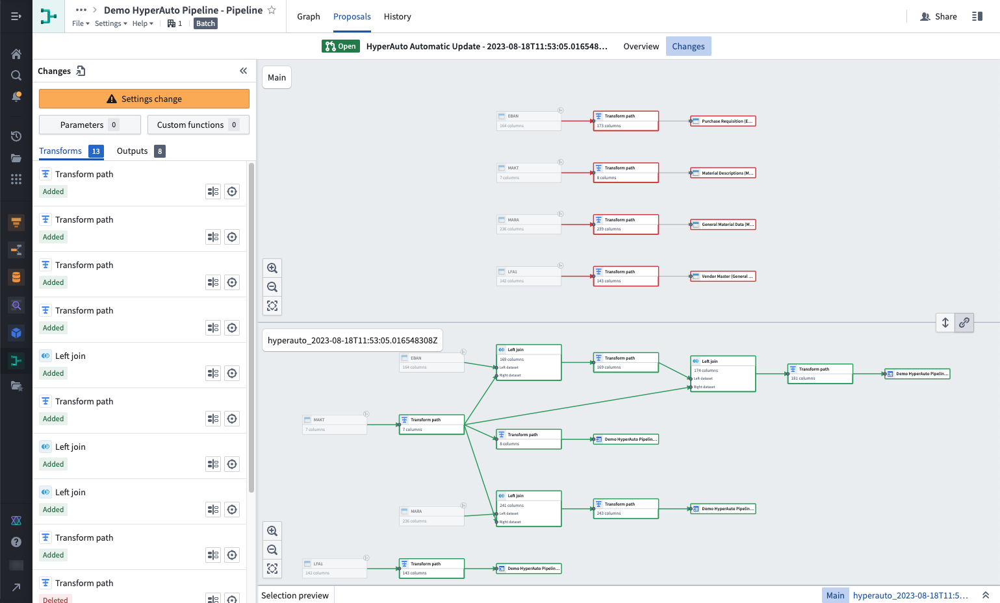 Demo HyperAuto Pipeline - Pipeline
File Settings Help 1 Batch
Graph Proposals History
Share
Open HyperAuto Automatic Update - 2023-08-18T11:53:05.016548... Overview Changes
Changes
Settings change
Parameters 0 Custom functions 0
Transforms 13 Outputs 8
Transform path
Added
Transform path
Added
Transform path
Added
Transform path
Added
Left join
Added
Transform path
Added
Left join
Added
Left join
Added
Transform path
Added
Transform path
Deleted
Main
EBAN
164 columns
Transform path
173 columns
Purchase Requisition (E...
MAKT
7 columns
Transform path
8 columns
Material Descriptions (M...
MARA
236 columns
Transform path
239 columns
General Material Data (M...
LFA1
142 columns
Transform path
143 columns
Vendor Master (General ...
hyperauto_2023-08-18T11:53:05.016548308Z
EBAN
164 columns
Left join
169 columns
Left dataset
Right dataset
Transform path
169 columns
Left join
174 columns
Left dataset
Right dataset
Transform path
181 columns
Demo HyperAuto Pipelin...
MAKT
7 columns
Transform path
7 columns
Transform path
8 columns
Demo HyperAuto Pipelin...
MARA
236 columns
Left join
241 columns
Left dataset
Right dataset
Transform path
243 columns
Demo HyperAuto Pipelin...
LFA1
142 columns
Transform path
143 columns
Demo HyperAuto Pipelin...
Selection preview
Main hyperauto_2023-08-18T11:5...